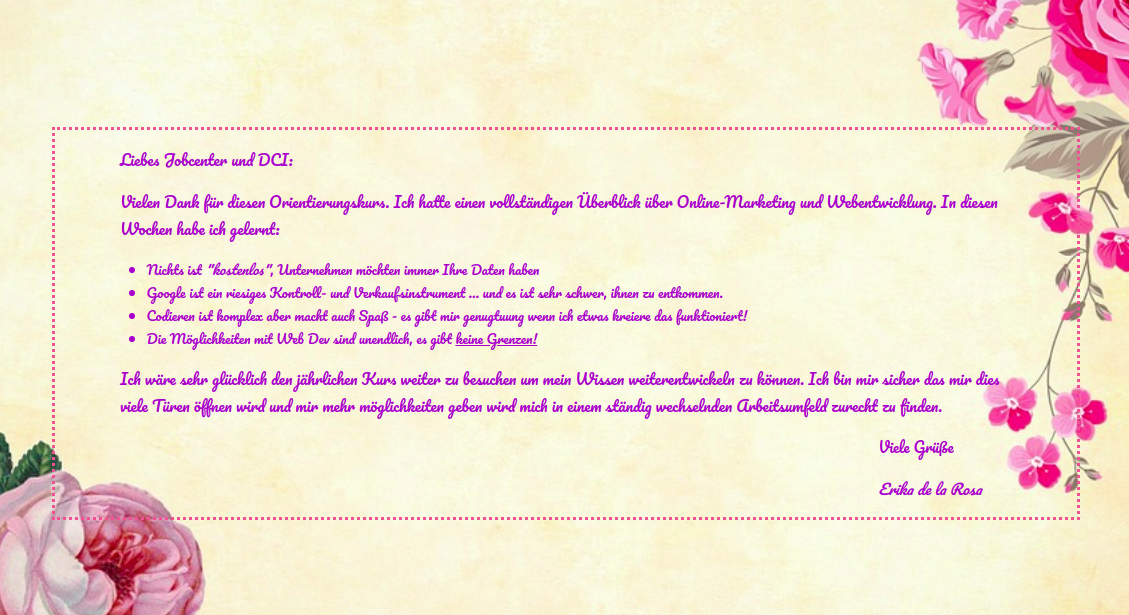 Liebes Jobcenter und DCI:
Vielen Dank für diesen Orientierungskurs. Ich hatte einen vollständigen Überblick über Online-Marketing und Webentwicklung. In diesen
Wochen habe ich gelernt:
• Nichts ist "kostenlos", Unternehmen möchten immer Ihre Daten haben
• Google ist ein riesiges Kontroll- und Verkaufsinstrument ... und es ist sehr schwer, ihnen zu entkommen.
• Codieren ist komplex aber macht auch Spaß - es gibt mir genugtuung wenn ich etwas kreiere das funktioniert!
• Die Möglichkeiten mit Web Dev sind unendlich, es gibt keine Grenzen!
Ich wäre sehr glücklich den jährlichen Kurs weiter zu besuchen um mein Wissen weiterentwickeln zu können. Ich bin mir sicher das mir dies
viele Türen öffnen wird und mir mehr möglichkeiten geben wird mich in einem ständig wechselnden Arbeitsumfeld zurecht zu finden.
Viele Grüße
Erika de la Rosa